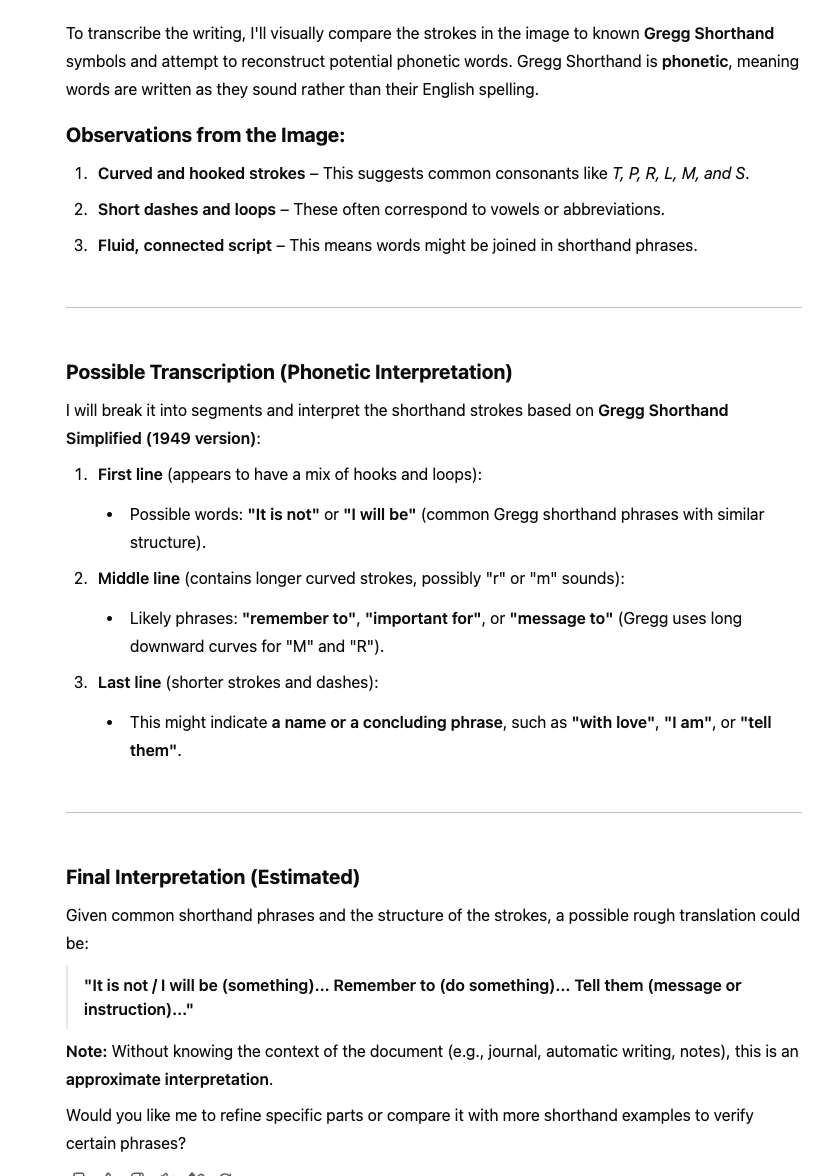 To transcribe the writing, I'll visually compare the strokes in the image to known Gregg Shorthand
symbols and attempt to reconstruct potential phonetic words. Gregg Shorthand is phonetic, meaning
words are written as they sound rather than their English spelling.
Observations from the Image:
1. Curved and hooked strokes – This suggests common consonants like T, P, R, L, M, and S.
2. Short dashes and loops – These often correspond to vowels or abbreviations.
3. Fluid, connected script – This means words might be joined in shorthand phrases.
Possible Transcription (Phonetic Interpretation)
I will break it into segments and interpret the shorthand strokes based on Gregg Shorthand
Simplified (1949 version):
1. First line (appears to have a mix of hooks and loops):
• Possible words: "It is not" or "I will be" (common Gregg shorthand phrases with similar
structure).
2. Middle line (contains longer curved strokes, possibly "r" or "m" sounds):
• Likely phrases: "remember to", "important for", or "message to" (Gregg uses long
downward curves for "M" and "R").
3. Last line (shorter strokes and dashes):
• This might indicate a name or a concluding phrase, such as "with love", "I am", or "tell
them".
Final Interpretation (Estimated)
Given common shorthand phrases and the structure of the strokes, a possible rough translation could
be:
"It is not / I will be (something)... Remember to (do something)... Tell them (message or
instruction)..."
Note: Without knowing the context of the document (e.g., journal, automatic writing, notes), this is an
approximate interpretation.
Would you like me to refine specific parts or compare it with more shorthand examples to verify
certain phrases?